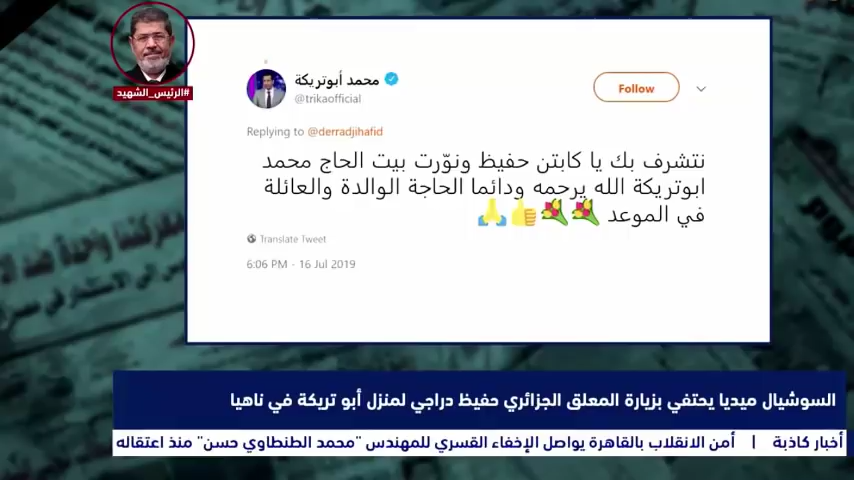 #الرئيس_الشهيد
محمد أبوتريكة
@trikaofficial
Follow
Replying to @derradjihafid
نتشرف بك يا كابتن حفيظ ونوّرت بيت الحاج محمد
ابوتريكة الله يرحمه ودائما الحاجة الوالدة والعائلة
في الموعد 💐💐👍🙏
Translate Tweet
6:06 PM - 16 Jul 2019
السوشيال ميديا يحتفي بزيارة المعلق الجزائري حفيظ دراجي لمنزل أبو تريكة في ناهيا
أخبار كاذبة | أمن الانقلاب بالقاهرة يواصل الإخفاء القسري للمهندس "محمد الطنطاوي حسن" منذ اعتقاله